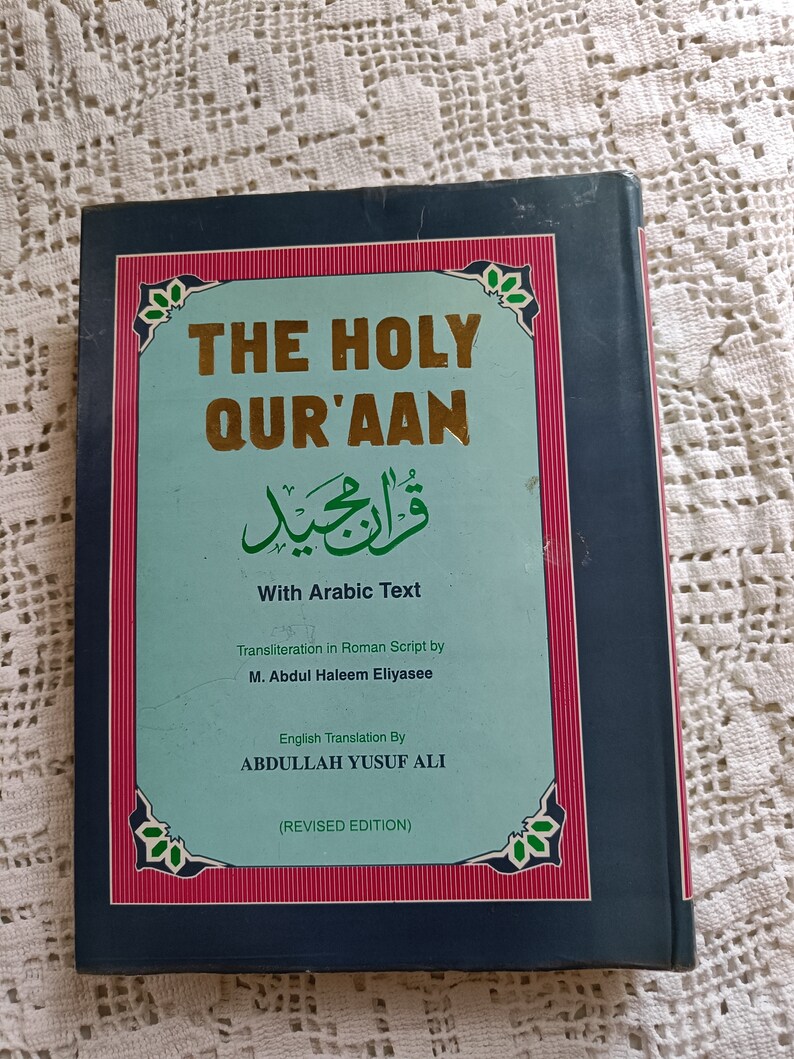 THE HOLY
QUR'AAN
قرآن مجيد
With Arabic Text
Transliteration in Roman Script by
M. Abdul Haleem Eliyasee
English Translation By
ABDULLAH YUSUF ALI
(REVISED EDITION)